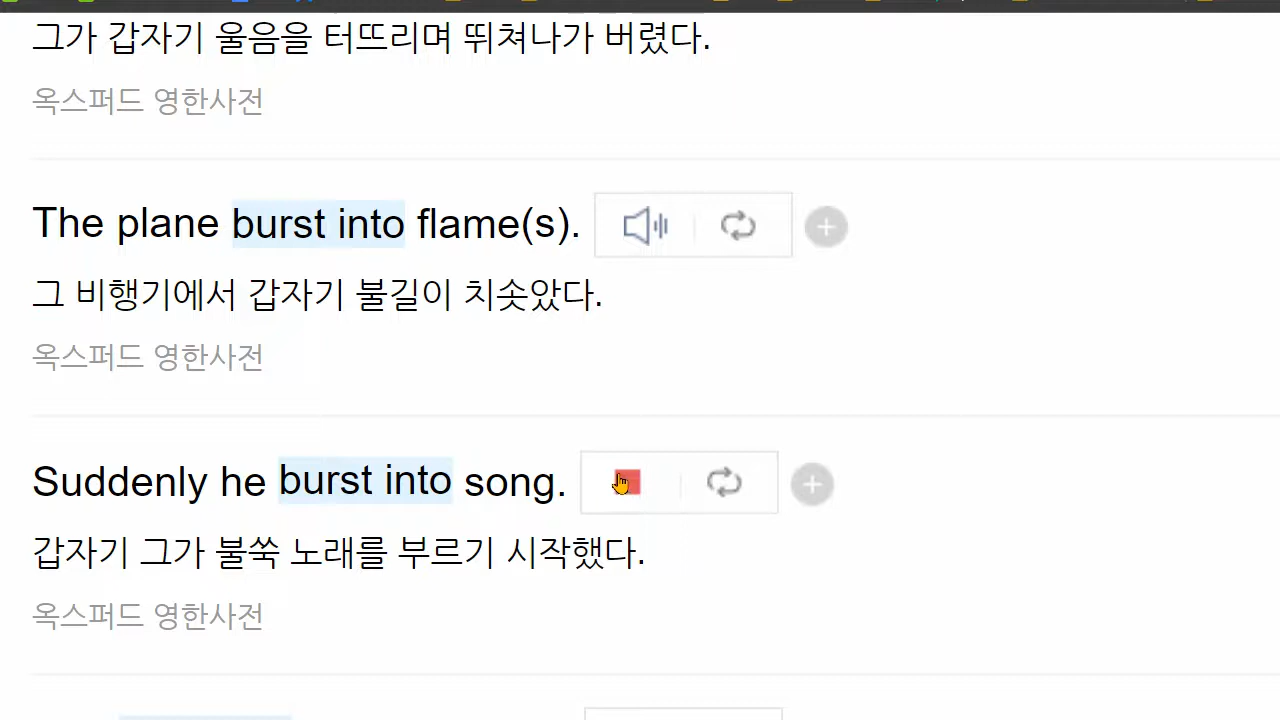 그가 갑자기 울음을 터뜨리며 뛰쳐나가 버렸다.
옥스퍼드 영한사전
The plane burst into flame(s).
그 비행기에서 갑자기 불길이 치솟았다.
옥스퍼드 영한사전
Suddenly he burst into song.
갑자기 그가 불쑥 노래를 부르기 시작했다.
옥스퍼드 영한사전